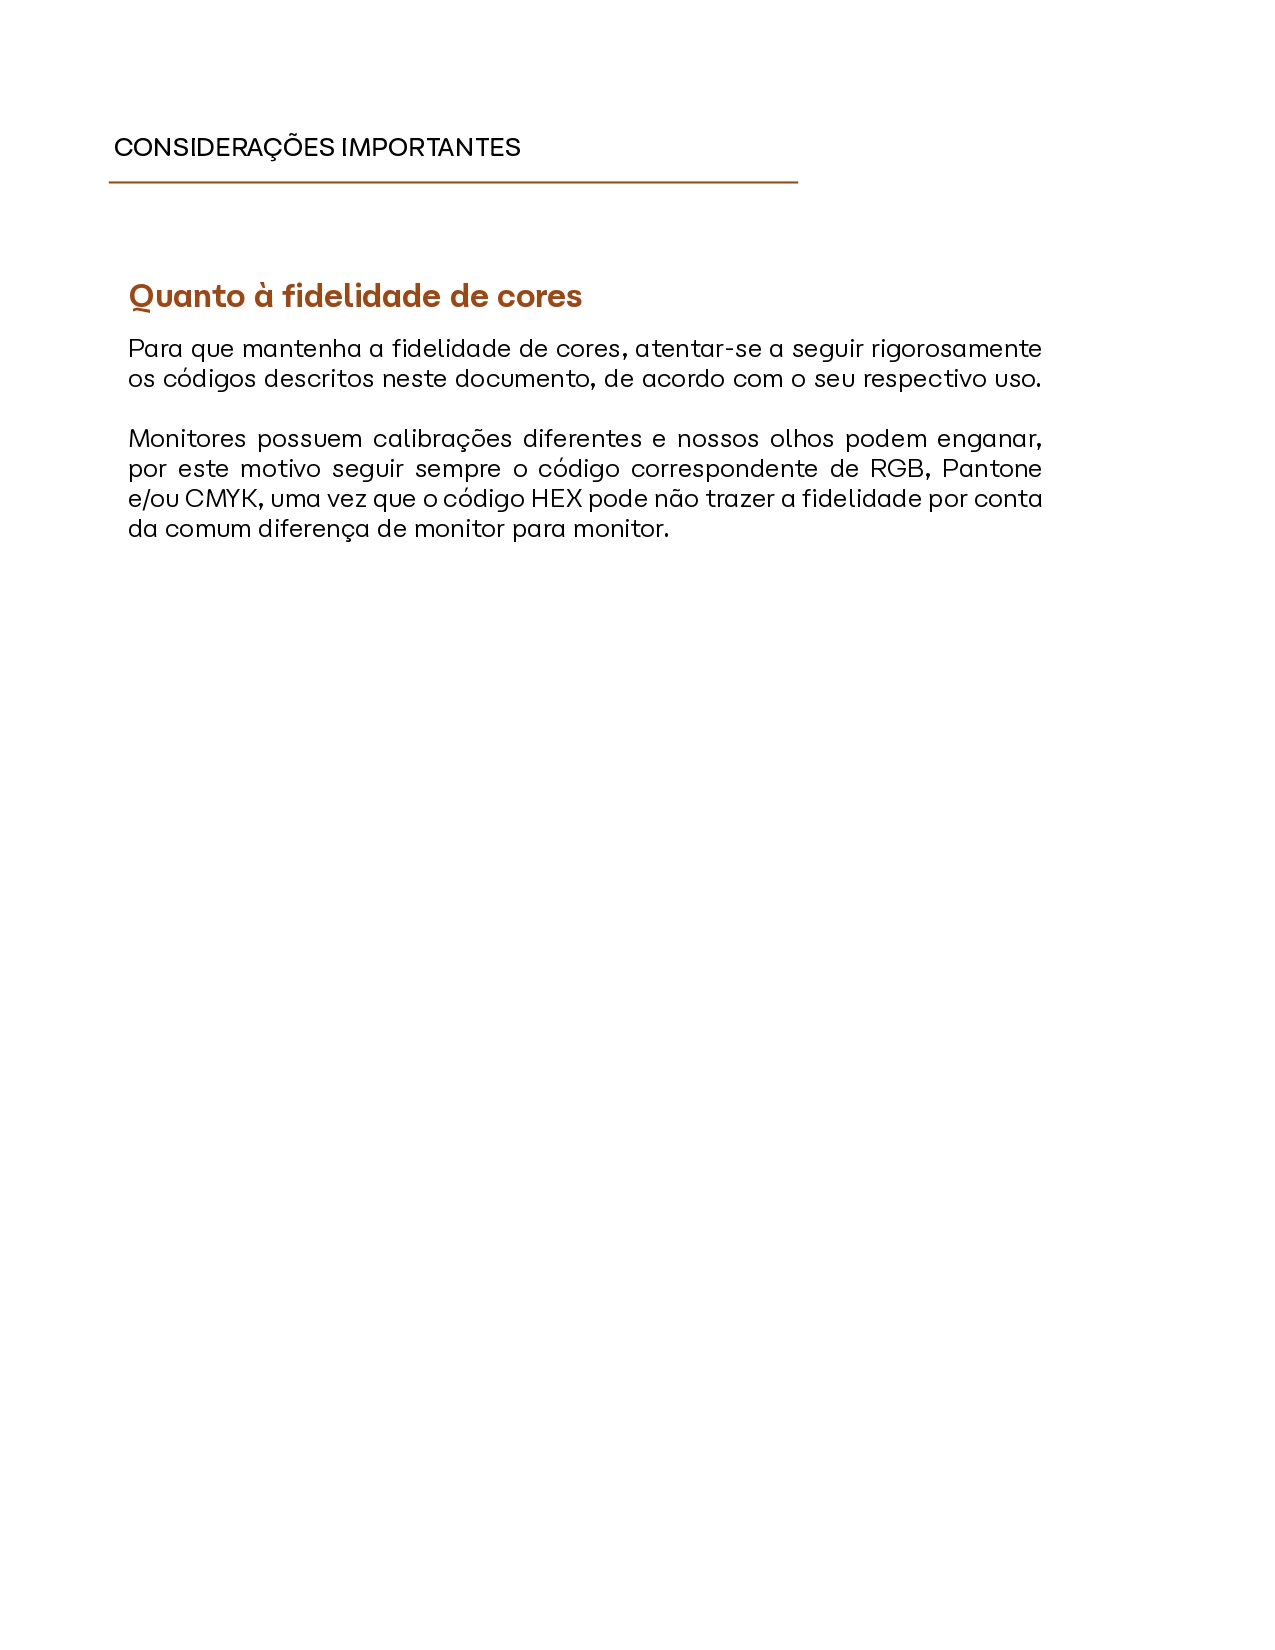 CONSIDERAÇÕES IMPORTANTES
Quanto à fidelidade de cores
Para que mantenha a fidelidade de cores, atentar-se a seguir rigorosamente
os códigos descritos neste documento, de acordo com o seu respectivo uso.
Monitores possuem calibrações diferentes e nossos olhos podem enganar,
por este motivo seguir sempre o código correspondente de RGB, Pantone
e/ou CMYK, uma vez que o código HEX pode não trazer a fidelidade por conta
da comum diferença de monitor para monitor.